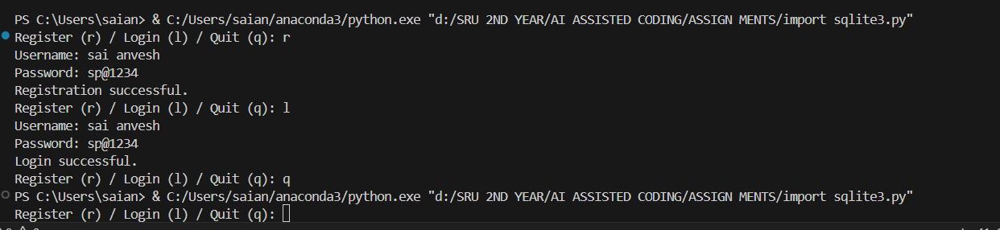 PS C:\Users\saian> & C:/Users/saian/anaconda3/python.exe "d:/SRU 2ND YEAR/AI ASSISTED CODING/ASSIGN MENTS/import sqlite3.py"
Register (r) / Login (l) / Quit (q): r
Username: sai anvesh
Password: sp@1234
Registration successful.
Register (r) / Login (l) / Quit (q): l
Username: sai anvesh
Password: sp@1234
Login successful.
Register (r) / Login (l) / Quit (q): q
PS C:\Users\saian> & C:/Users/saian/anaconda3/python.exe "d:/SRU 2ND YEAR/AI ASSISTED CODING/ASSIGN MENTS/import sqlite3.py"
Register (r) / Login (l) / Quit (q):